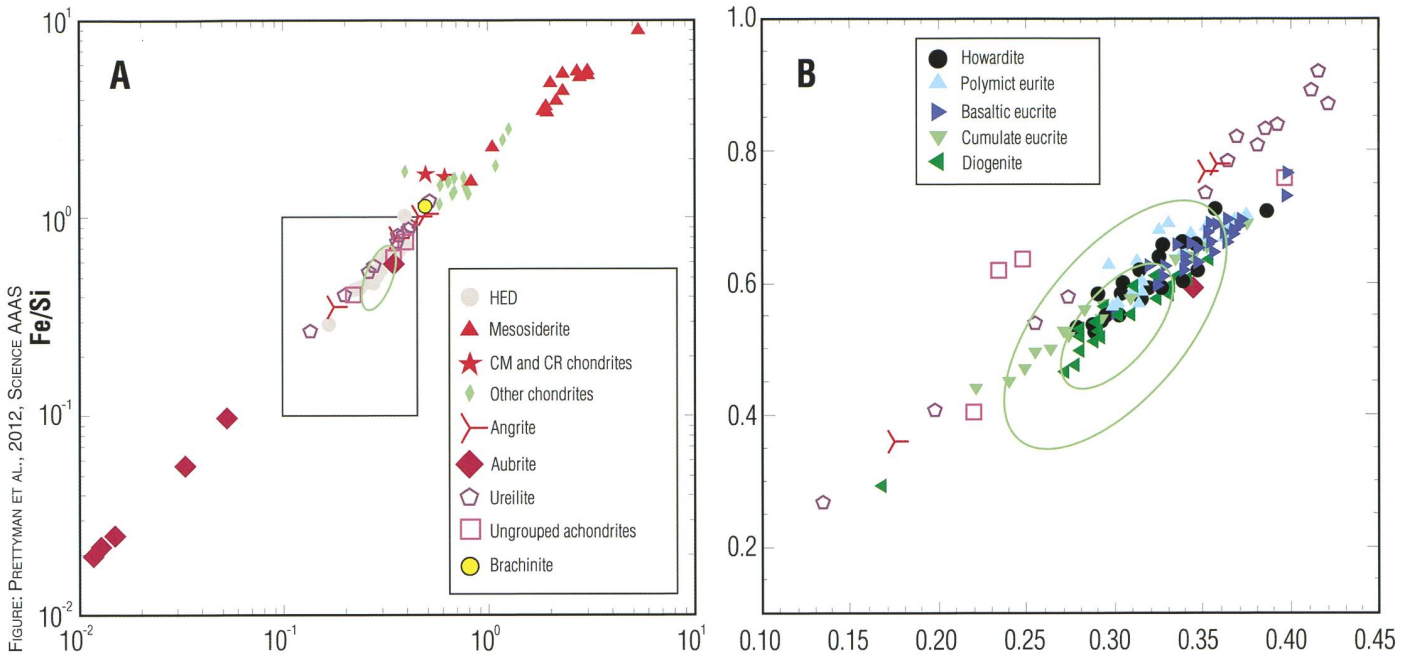 FIGURE: PRETTYMAN ET AL., 2012, SCIENCE AAAS
Fe/Si
A
10¹
10⁰
10⁻¹
10⁻²
HED
Mesosiderite
CM and CR chondrites
Other chondrites
Angrite
Aubrite
Ureilite
Ungrouped achondrites
Brachinite
10⁻² 10⁻¹ 10⁰ 10¹
B
1.0
0.8
0.6
0.4
0.2
Howardite
Polymict eurite
Basaltic eucrite
Cumulate eucrite
Diogenite
0.10 0.15 0.20 0.25 0.30 0.35 0.40 0.45